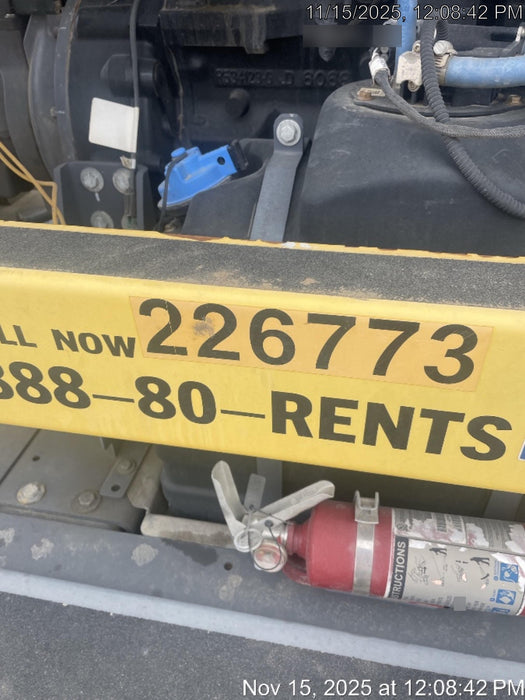 11/15/2025, 12:08:42 PM
LL NOW 226773
888-80-RENTS
INSTRUCTIONS
Nov 15, 2025 at 12:08:42 PM